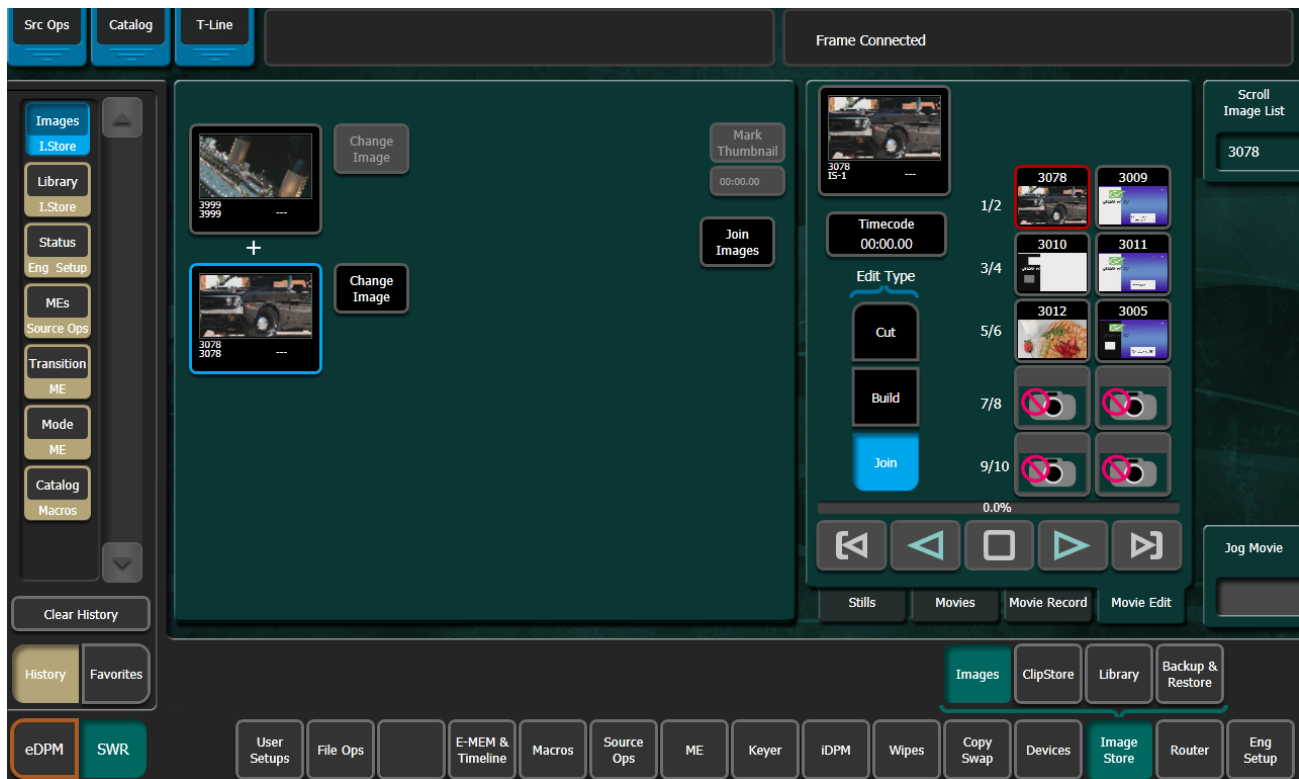 Src Ops
Catalog
T-Line
Frame Connected
Images
I.Store
Library
I.Store
Status
Eng Setup
MEs
Source Ops
Transition
ME
Mode
ME
Catalog
Macros
Clear History
History
Favorites
3999
3999 ---
Change
Image
+
3078
3078 ---
Change
Image
Mark
Thumbnail
00:00.00
Join
Images
3078
IS-1 ---
Timecode
00:00.00
Edit Type
Cut
Build
Join
1/2
3078
3009
3/4
3010
3011
5/6
3012
3005
7/8
9/10
0.0%
Stills
Movies
Movie Record
Movie Edit
Scroll
Image List
3078
Jog Movie
Images
ClipStore
Library
Backup &
Restore
eDPM
SWR
User
Setups
File Ops
E-MEM &
Timeline
Macros
Source
Ops
ME
Keyer
iDPM
Wipes
Copy
Swap
Devices
Image
Store
Router
Eng
Setup